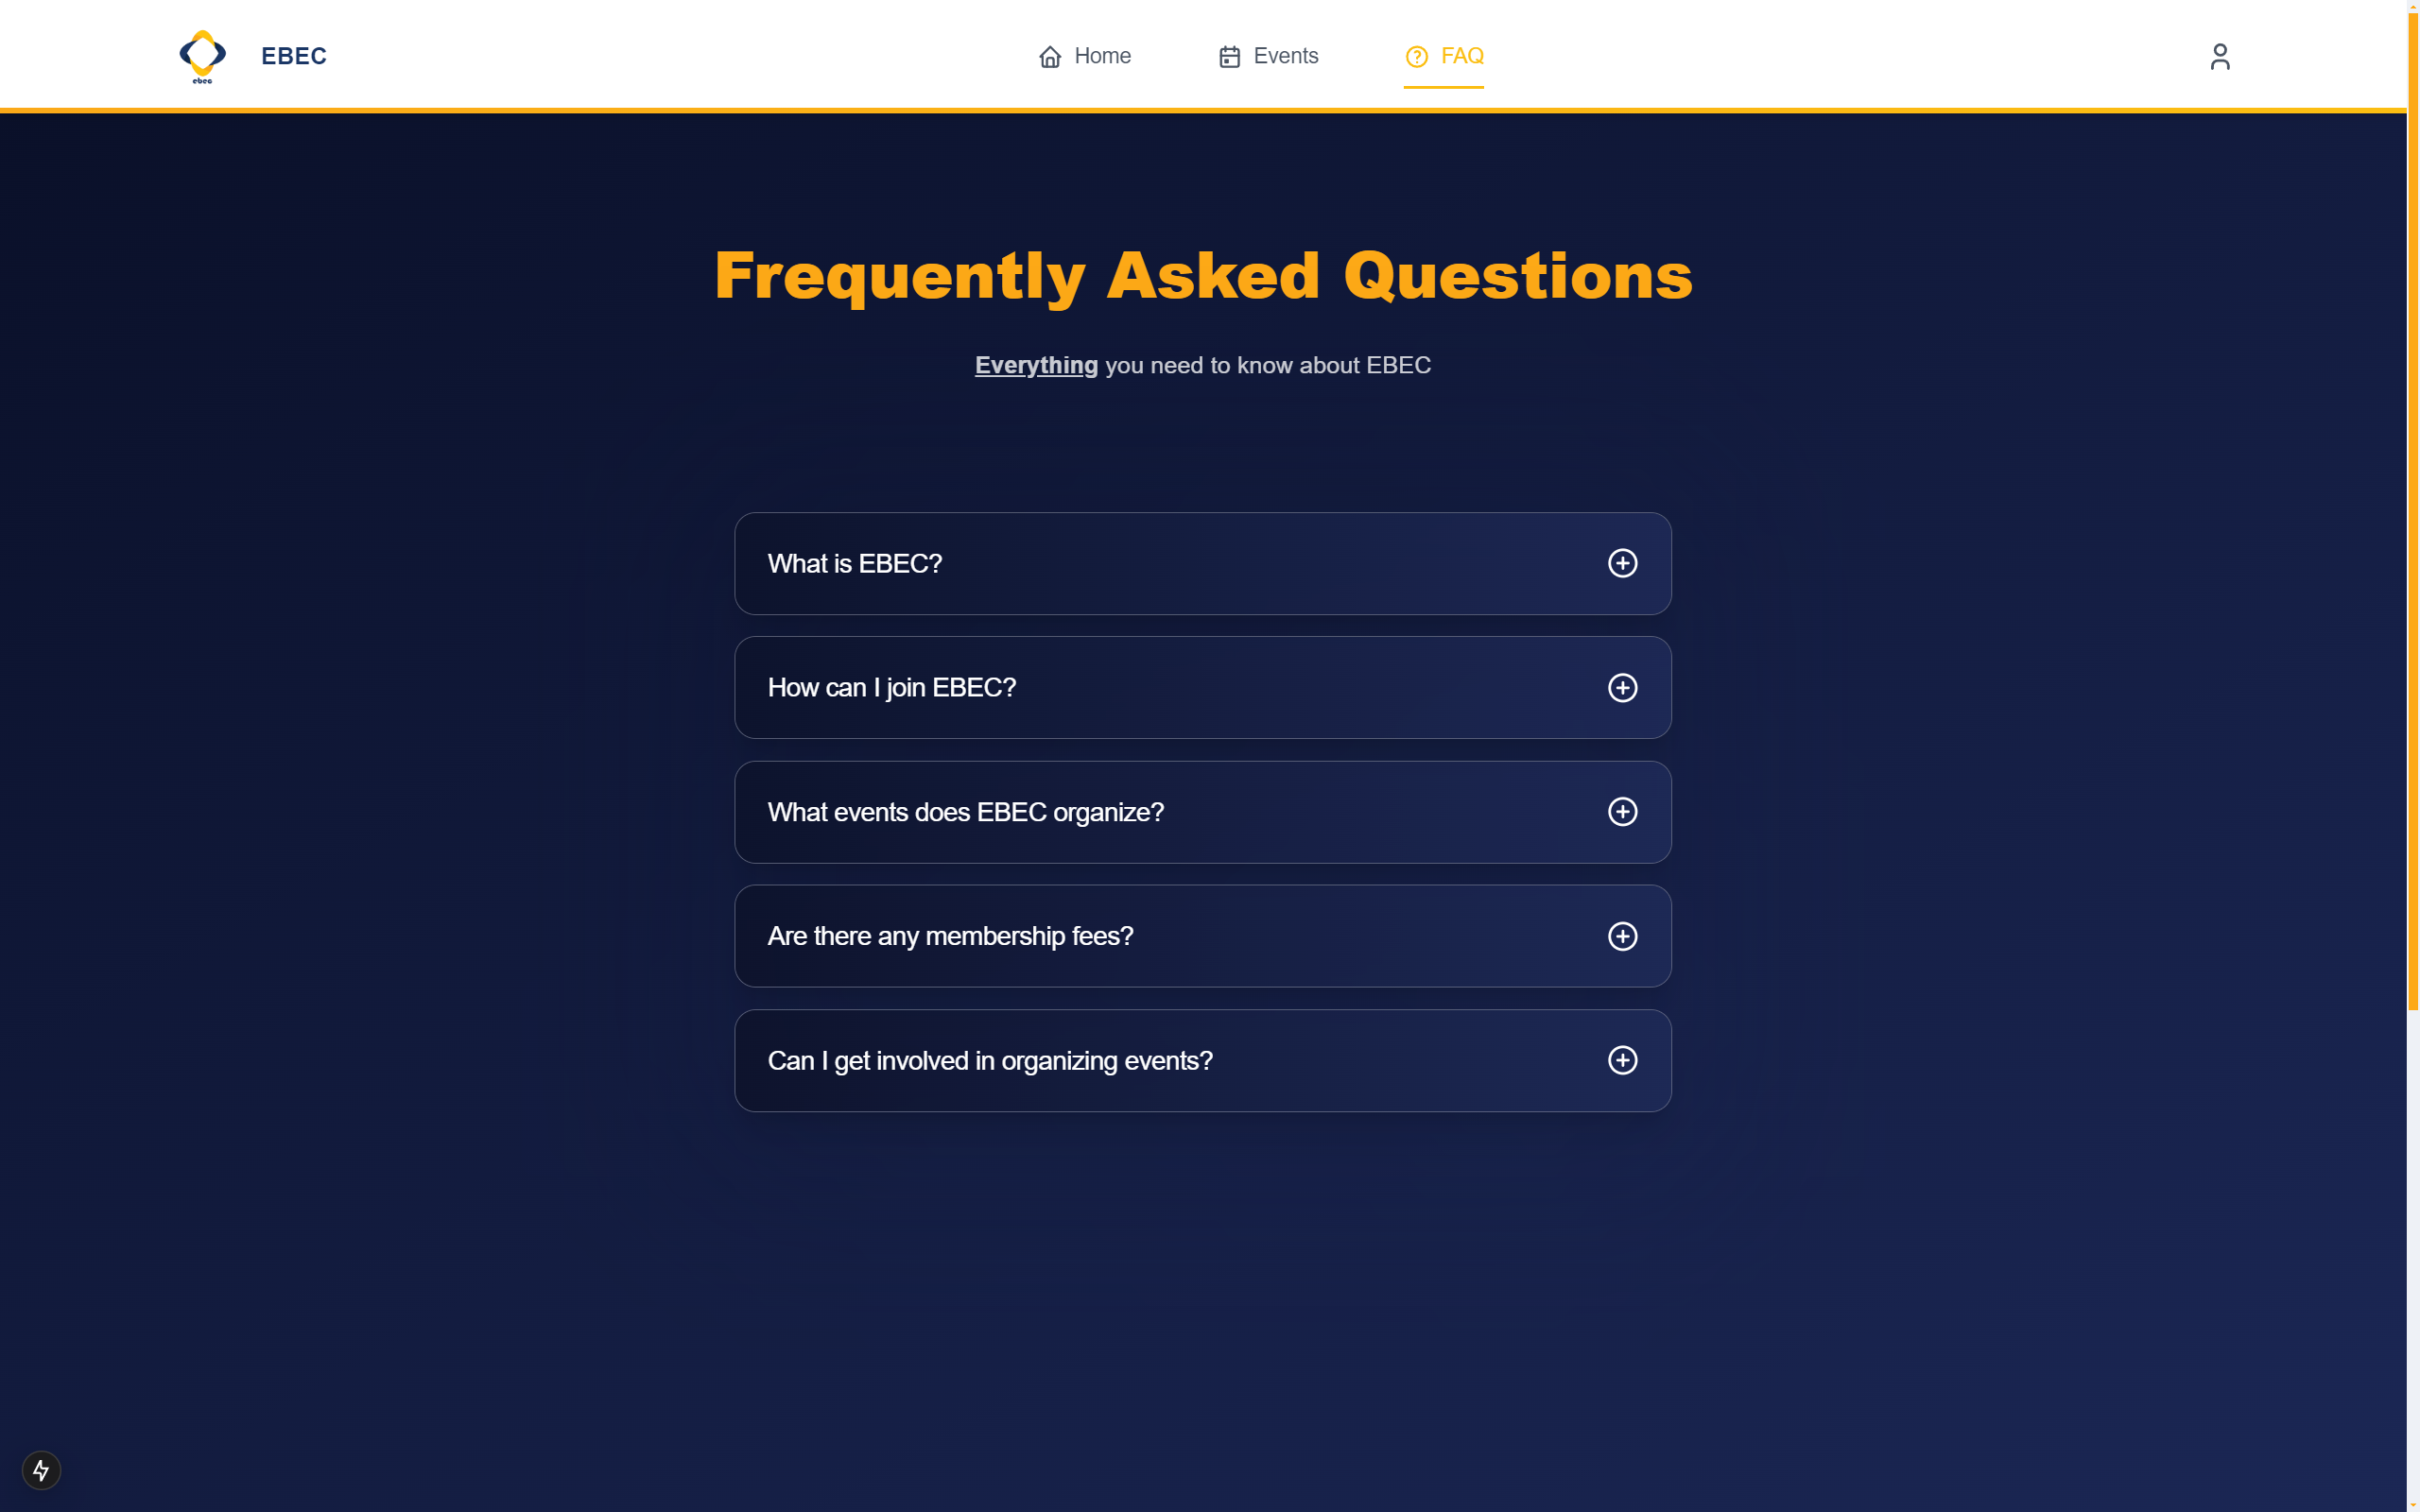 ebec
EBEC
Home
Events
FAQ
Frequently Asked Questions
Everything you need to know about EBEC
What is EBEC?
How can I join EBEC?
What events does EBEC organize?
Are there any membership fees?
Can I get involved in organizing events?